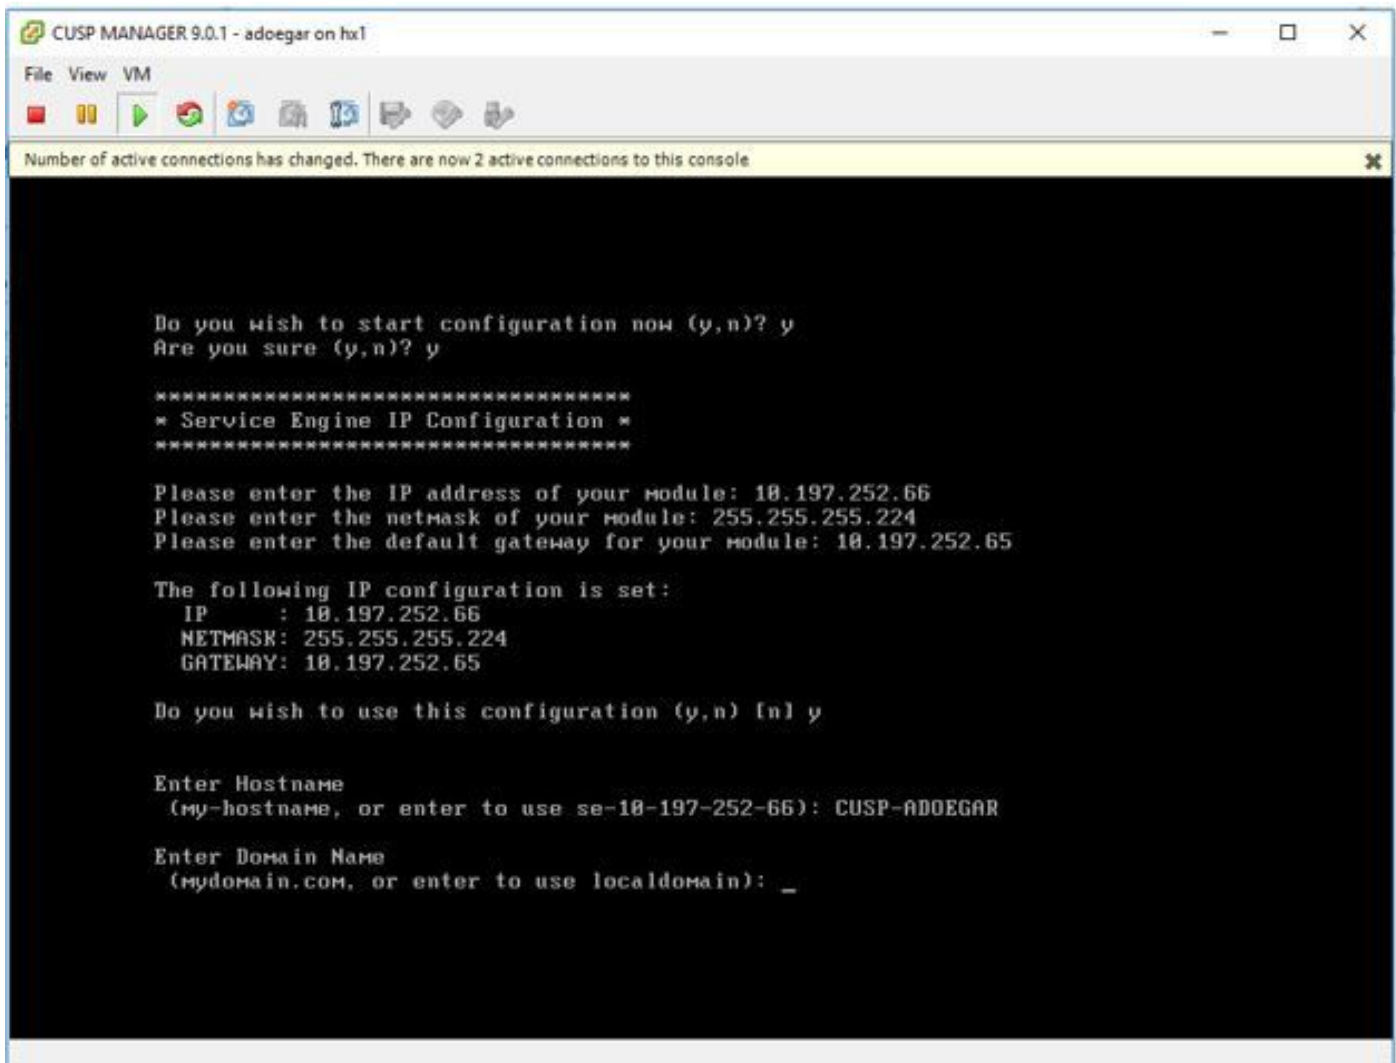 CUSP MANAGER 9.0.1 - adoegar on hx1
File View VM
Number of active connections has changed. There are now 2 active connections to this console
Do you wish to start configuration now (y,n)? y
Are you sure (y,n)? y
***********************************
* Service Engine IP Configuration *
***********************************
Please enter the IP address of your module: 10.197.252.66
Please enter the netmask of your module: 255.255.255.224
Please enter the default gateway for your module: 10.197.252.65
The following IP configuration is set:
IP : 10.197.252.66
NETMASK: 255.255.255.224
GATEWAY: 10.197.252.65
Do you wish to use this configuration (y,n) [n] y
Enter Hostname
(my-hostname, or enter to use se-10-197-252-66): CUSP-ADOEGAR
Enter Domain Name
(mydomain.com, or enter to use localdomain): _